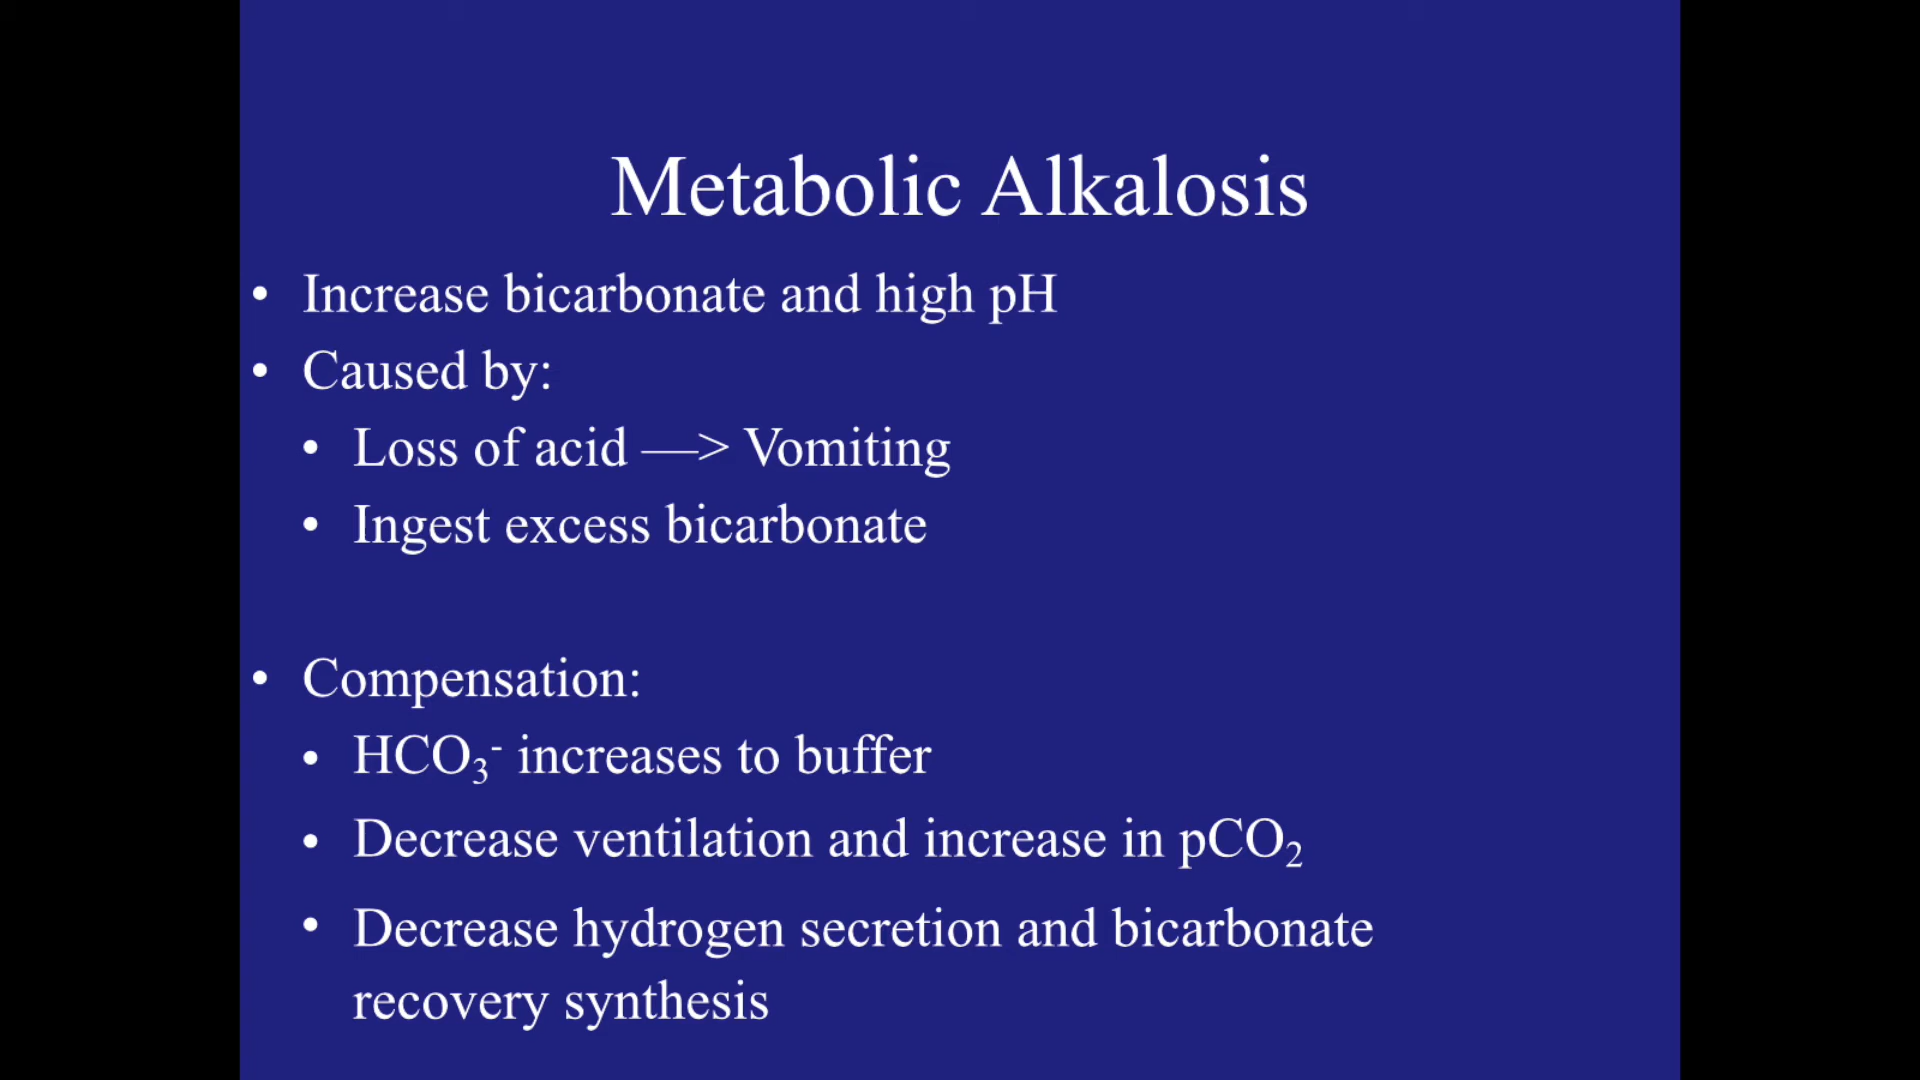 Metabolic Alkalosis
• Increase bicarbonate and high pH
• Caused by:
• Loss of acid —> Vomiting
• Ingest excess bicarbonate
• Compensation:
• HCO₃⁻ increases to buffer
• Decrease ventilation and increase in pCO₂
• Decrease hydrogen secretion and bicarbonate
recovery synthesis